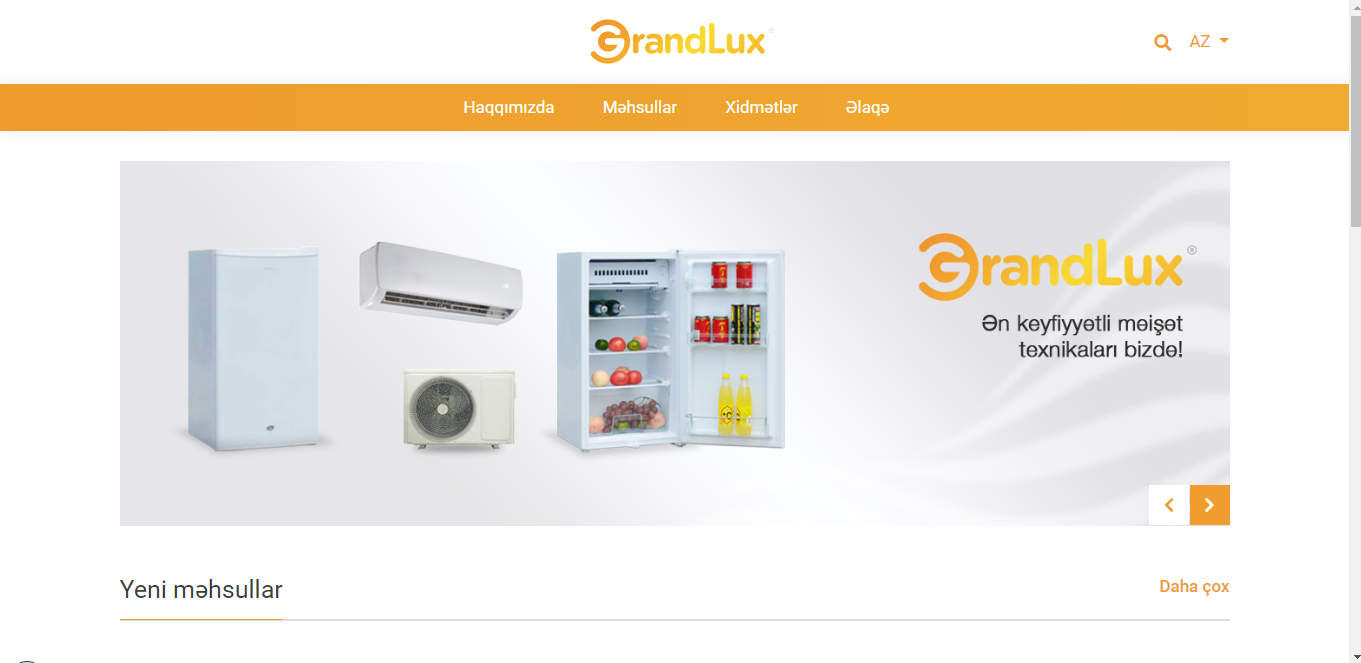 GrandLux®
AZ
Haqqımızda Məhsullar Xidmətlər Əlaqə
GrandLux®
Ən keyfiyyətli məişət
texnikaları bizdə!
Yeni məhsullar
Daha çox